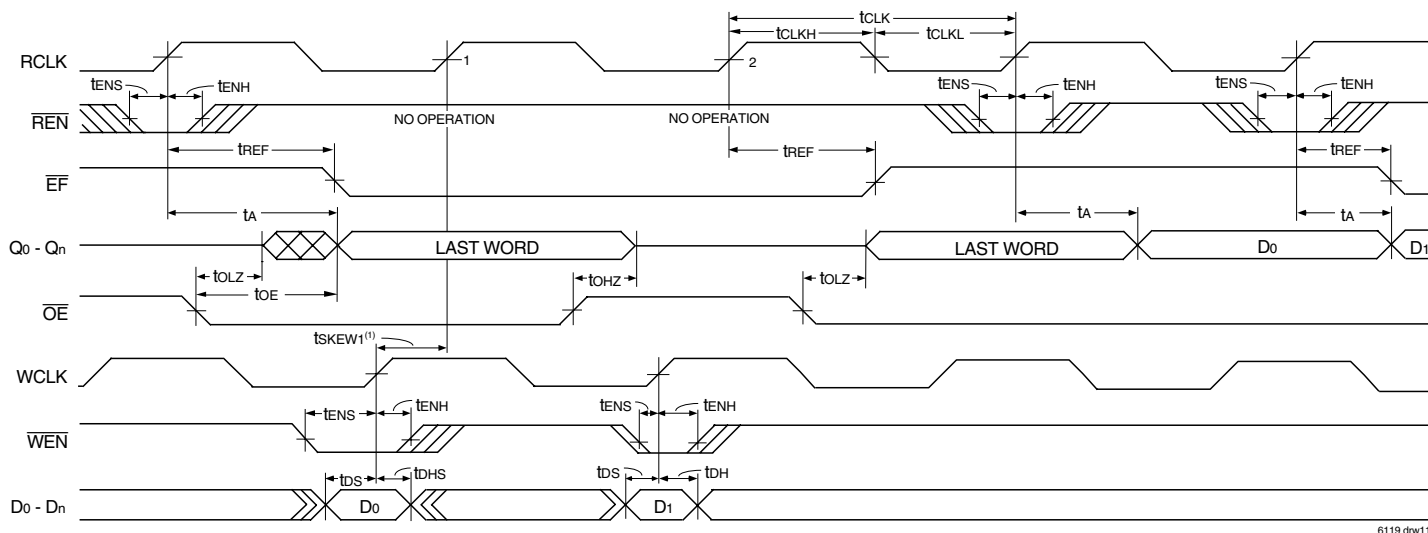 tCLK
tCLKH
tCLKL
RCLK
1
2
tENS
tENH
tENS
tENH
tENS
tENH
REN
NO OPERATION
NO OPERATION
tREF
tREF
tREF
EF
tA
tA
tA
Q0 - Qn
LAST WORD
LAST WORD
D0
D1
tOLZ
tOHZ
tOLZ
tOE
OE
tSKEW1(1)
WCLK
tENS
tENH
tENS
tENH
WEN
tDS
tDHS
tDS
tDH
D0 - Dn
D0
D1
6119 drw11